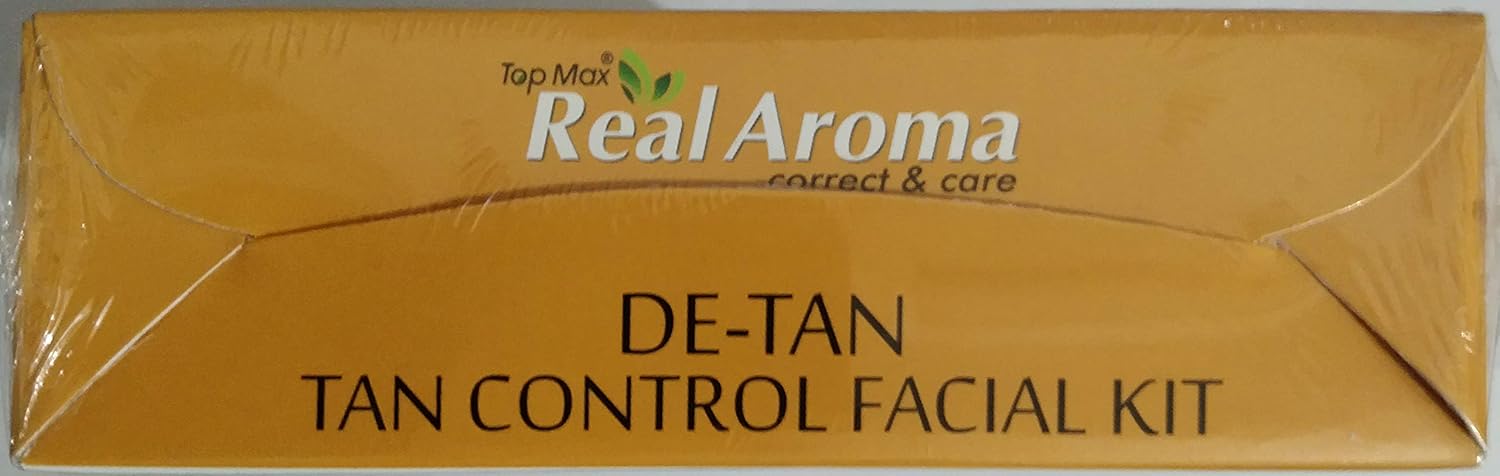 Top Max®
Real Aroma
correct & care
DE-TAN
TAN CONTROL FACIAL KIT